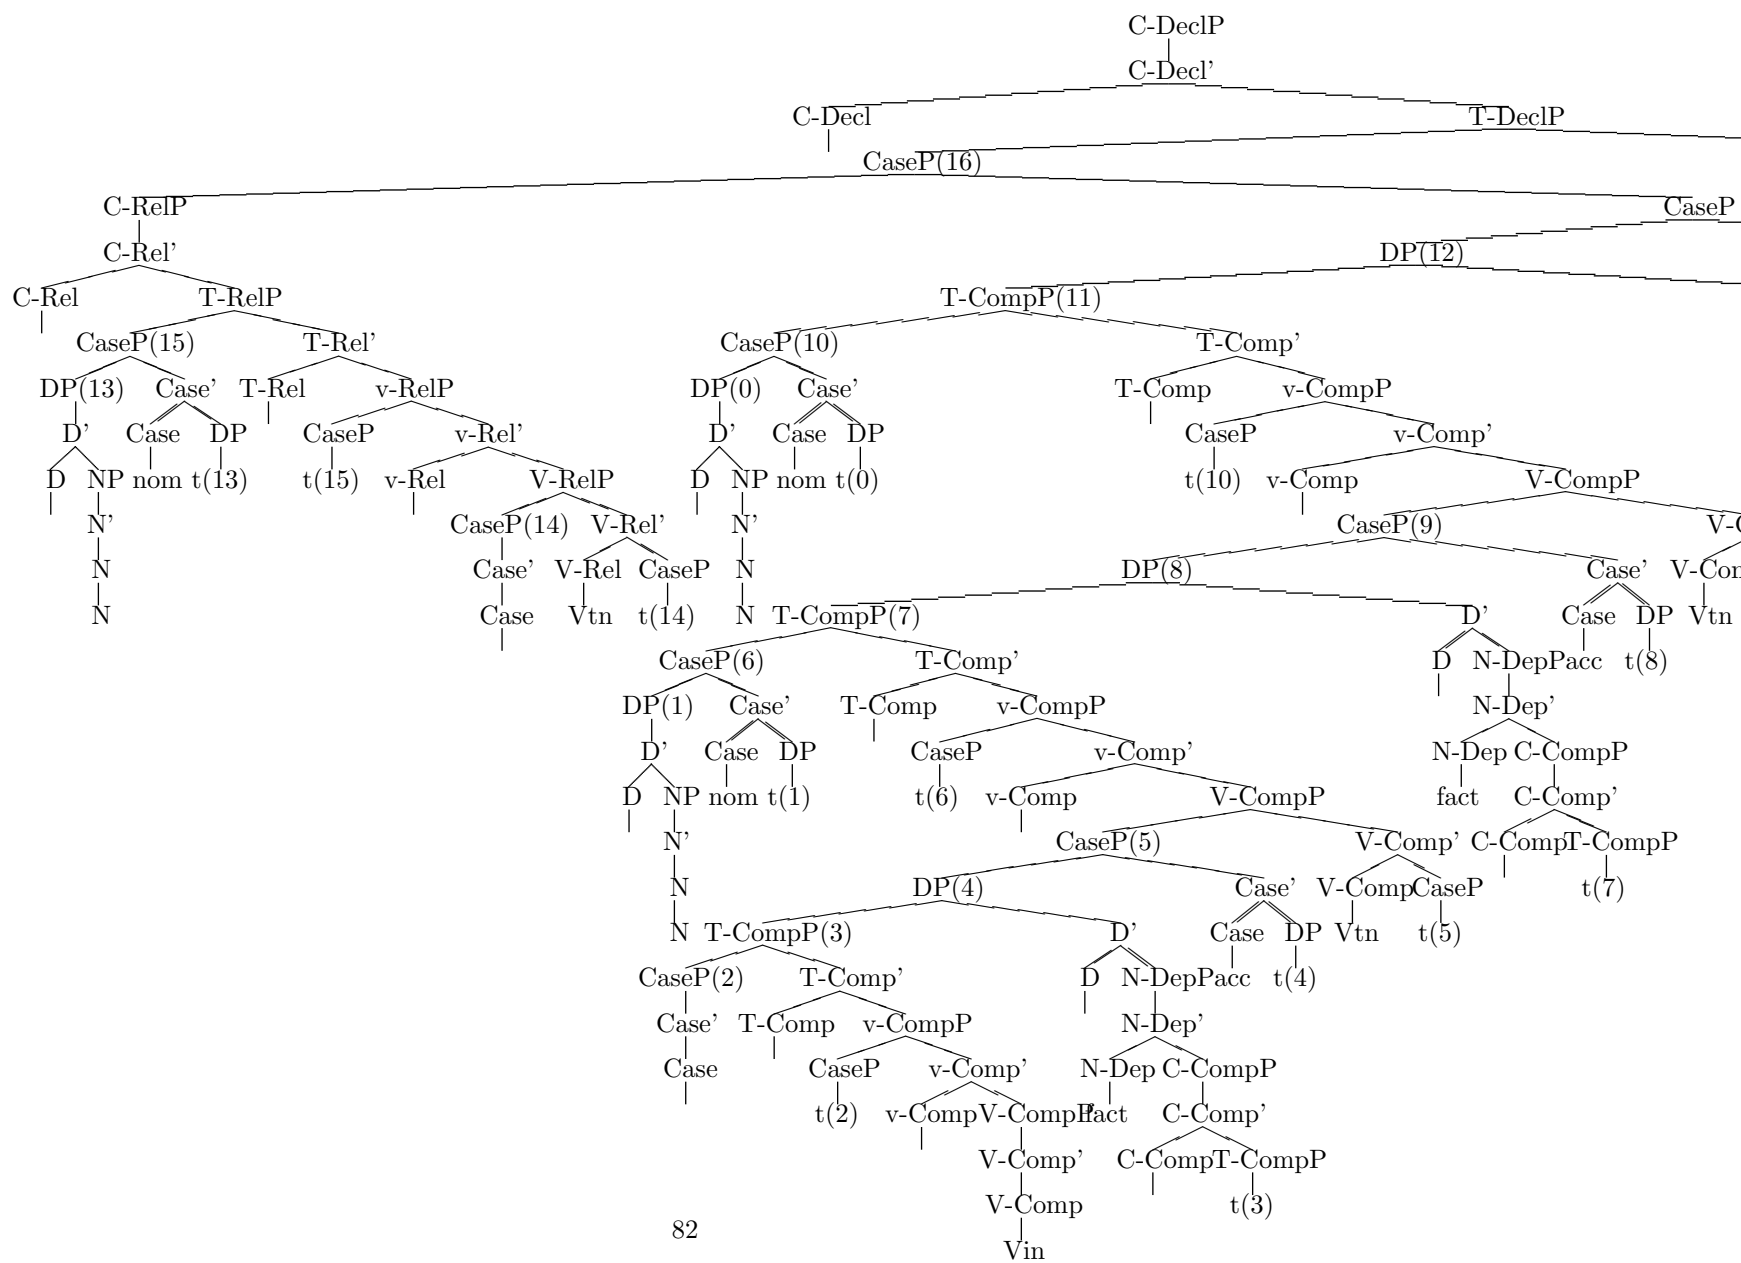 C-DeclP
C-Decl'
C-Decl T-DeclP
CaseP(16)
C-RelP CaseP
C-Rel' DP(12)
C-Rel T-RelP T-CompP(11)
CaseP(15) T-Rel' CaseP(10) T-Comp'
DP(13) Case' T-Rel v-RelP DP(0) Case' T-Comp v-CompP
D' Case DP CaseP v-Rel' D' Case DP CaseP v-Comp'
D NP nom t(13) t(15) v-Rel V-RelP D NP nom t(0) t(10) v-Comp V-CompP
N' CaseP(14) V-Rel' N' CaseP(9)
N Case' V-Rel CaseP N DP(8) Case'
N Case Vtn t(14) N T-CompP(7) D' Case DP Vtn
CaseP(6) T-Comp' D N-DepP acc t(8)
DP(1) Case' T-Comp v-CompP N-Dep'
D' Case DP CaseP v-Comp' N-Dep C-CompP
D NP nom t(1) t(6) v-Comp V-CompP fact C-Comp'
N' CaseP(5) V-Comp' C-Comp T-CompP
N DP(4) Case' V-Comp CaseP t(7)
N T-CompP(3) D' Case DP Vtn t(5)
CaseP(2) T-Comp' D N-DepP acc t(4)
Case' T-Comp v-CompP N-Dep'
Case CaseP v-Comp' N-Dep C-CompP
t(2) v-Comp V-CompP fact C-Comp'
V-Comp' C-Comp T-CompP
V-Comp t(3)
82
Vin